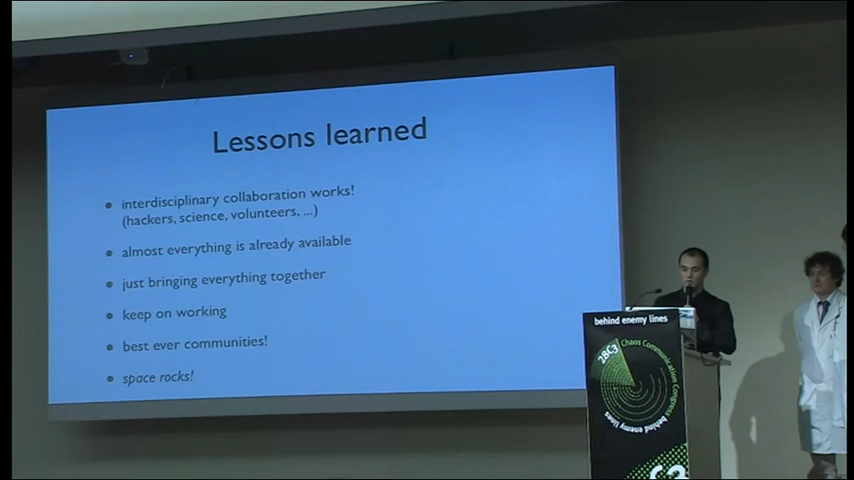 Lessons learned
interdisciplinary collaboration works!
(hackers, science, volunteers, ...)
almost everything is already available
just bringing everything together
keep on working
best ever communities!
space rocks!
behind enemy lines
28C3 Chaos Communication Congress behind enemy lines
C3